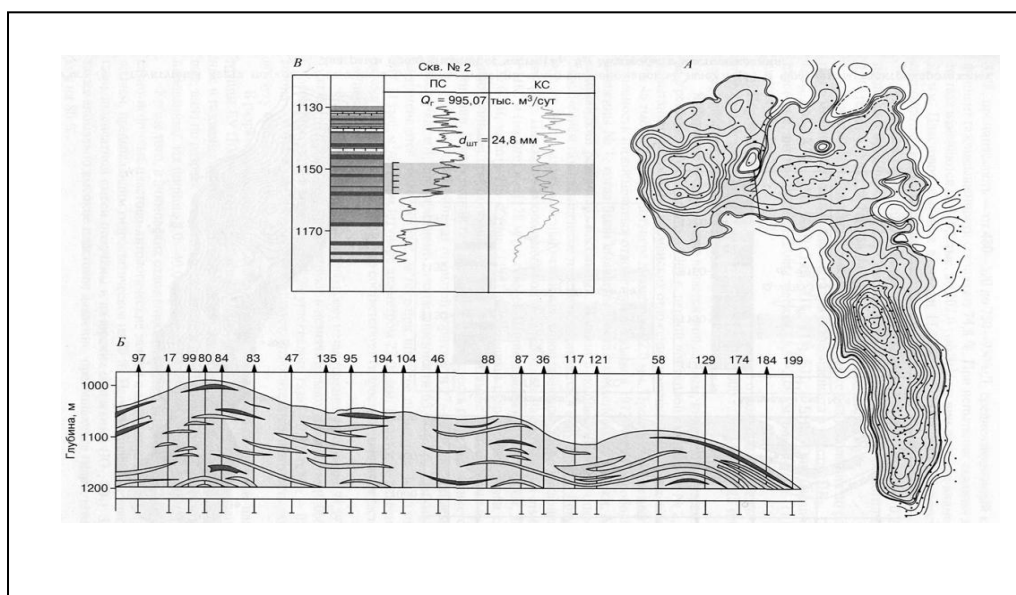 В
Скв. № 2
А
ПС
КС
1130
Qг = 995,07 тыс. м³/сут
dшт = 24,8 мм
1150
1170
Б
97 17 99 80 84 83 47 135 95 194 104 46 88 87 36 117 121 58 129 174 184 199
Глубина, м
1000
1100
1200